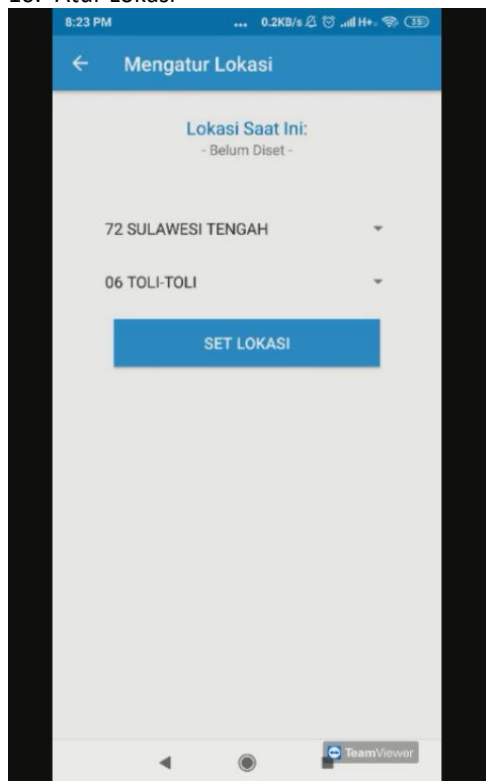 8:23 PM ... 0.2KB/s H+ 35
Mengatur Lokasi
Lokasi Saat Ini:
- Belum Diset -
72 SULAWESI TENGAH
06 TOLI-TOLI
SET LOKASI
TeamViewer